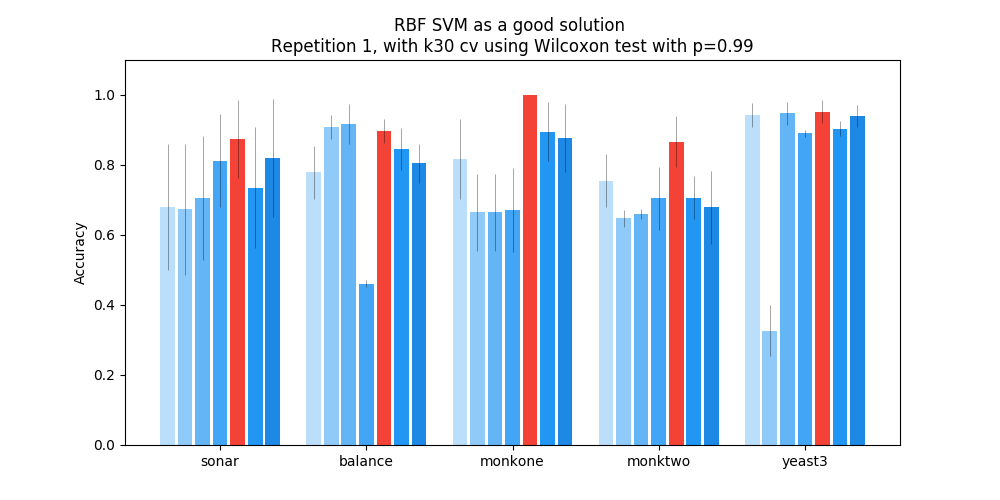 RBF SVM as a good solution
Repetition 1, with k30 cv using Wilcoxon test with p=0.99
Accuracy
1.0
0.8
0.6
0.4
0.2
0.0
sonar balance monkone monktwo yeast3